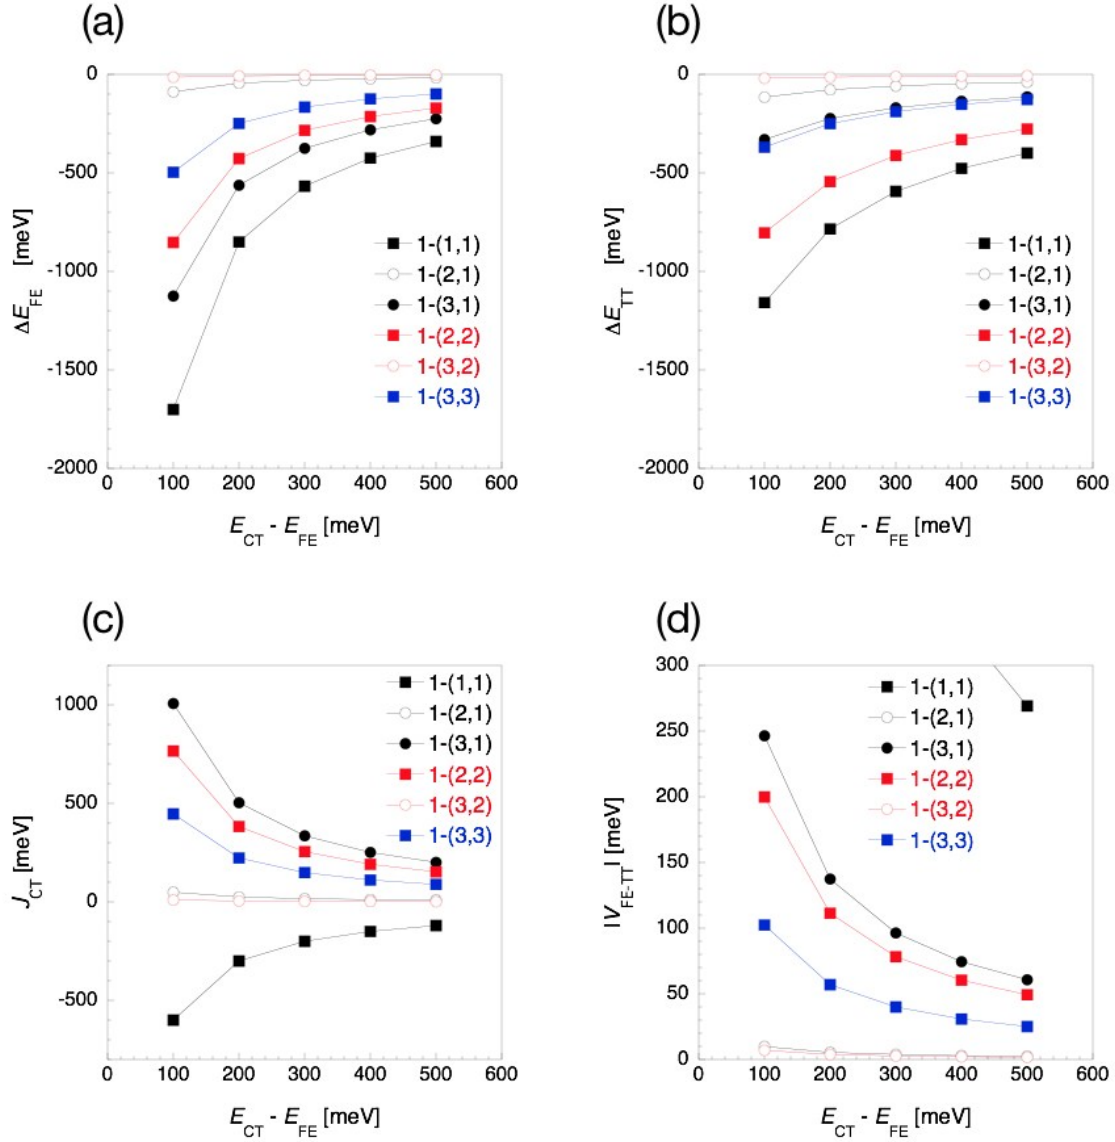 (a)
0
-500
-1000
-1500
-2000
ΔE_FE [meV]
1-(1,1)
1-(2,1)
1-(3,1)
1-(2,2)
1-(3,2)
1-(3,3)
0 100 200 300 400 500 600
E_CT - E_FE [meV]
(b)
0
-500
-1000
-1500
-2000
ΔE_TT [meV]
1-(1,1)
1-(2,1)
1-(3,1)
1-(2,2)
1-(3,2)
1-(3,3)
0 100 200 300 400 500 600
E_CT - E_FE [meV]
(c)
1000
500
0
-500
J_CT [meV]
1-(1,1)
1-(2,1)
1-(3,1)
1-(2,2)
1-(3,2)
1-(3,3)
0 100 200 300 400 500 600
E_CT - E_FE [meV]
(d)
300
250
200
150
100
50
0
|V_FE-TT| [meV]
1-(1,1)
1-(2,1)
1-(3,1)
1-(2,2)
1-(3,2)
1-(3,3)
0 100 200 300 400 500 600
E_CT - E_FE [meV]